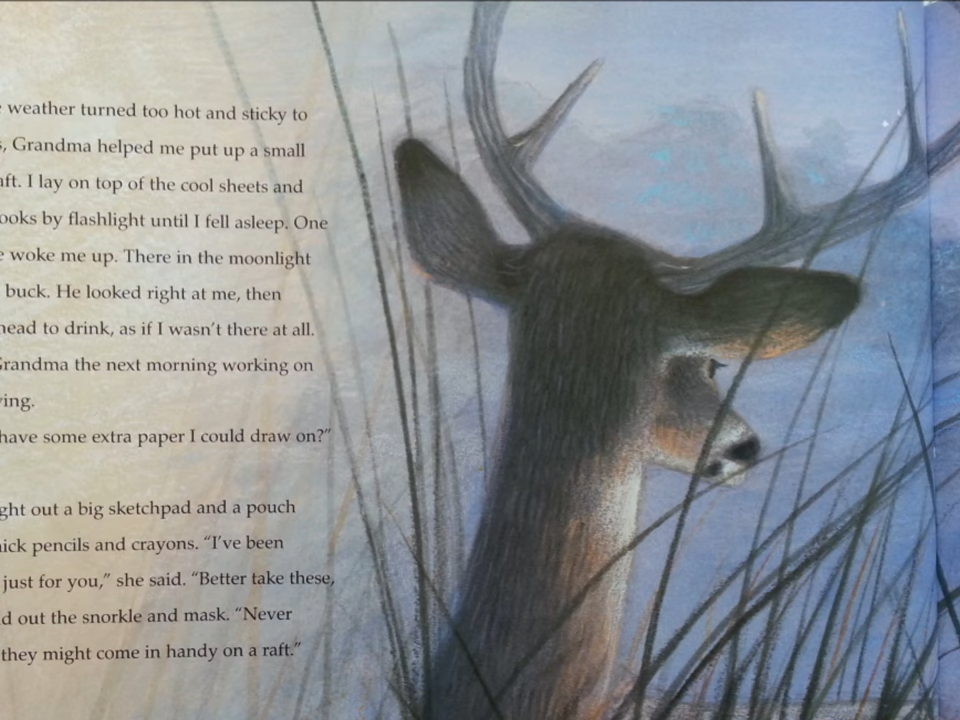 weather turned too hot and sticky to
, Grandma helped me put up a small
aft. I lay on top of the cool sheets and
ooks by flashlight until I fell asleep. One
e woke me up. There in the moonlight
buck. He looked right at me, then
head to drink, as if I wasn't there at all.
Grandma the next morning working on
ing.
have some extra paper I could draw on?”
ght out a big sketchpad and a pouch
ick pencils and crayons. “I've been
just for you,” she said. “Better take these,
d out the snorkle and mask. “Never
they might come in handy on a raft.”